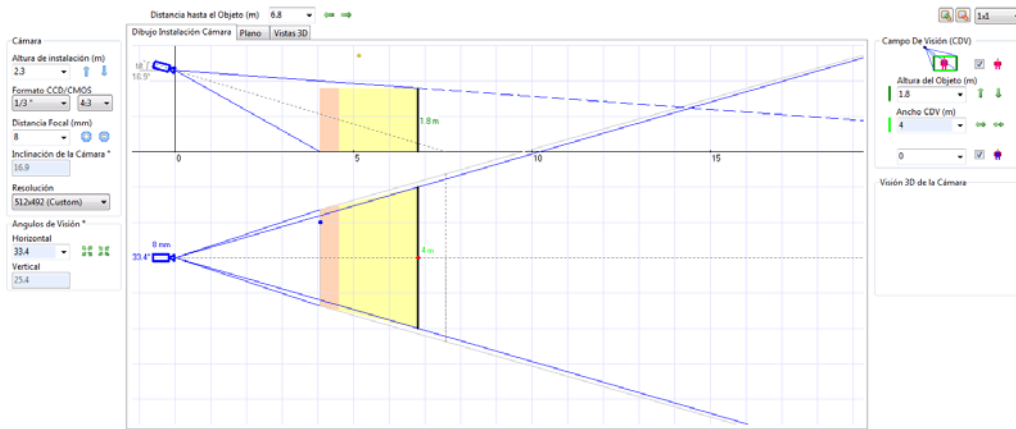 Distancia hasta el Objeto (m) 6.8
1x1
Dibujo Instalación Cámara Plano Vistas 3D
Cámara
Altura de instalación (m)
2.3
Formato CCD/CMOS
1/3 " 4:3
Distancia Focal (mm)
8
Inclinación de la Cámara °
16.9
Resolución
512x492 (Custom)
Angulos de Visión °
Horizontal
33.4
Vertical
25.4
16.9°
1.8 m
0 5 10 15
8 mm
33.4°
4 m
Campo De Visión (CDV)
Altura del Objeto (m)
1.8
Ancho CDV (m)
4
0
Visión 3D de la Cámara